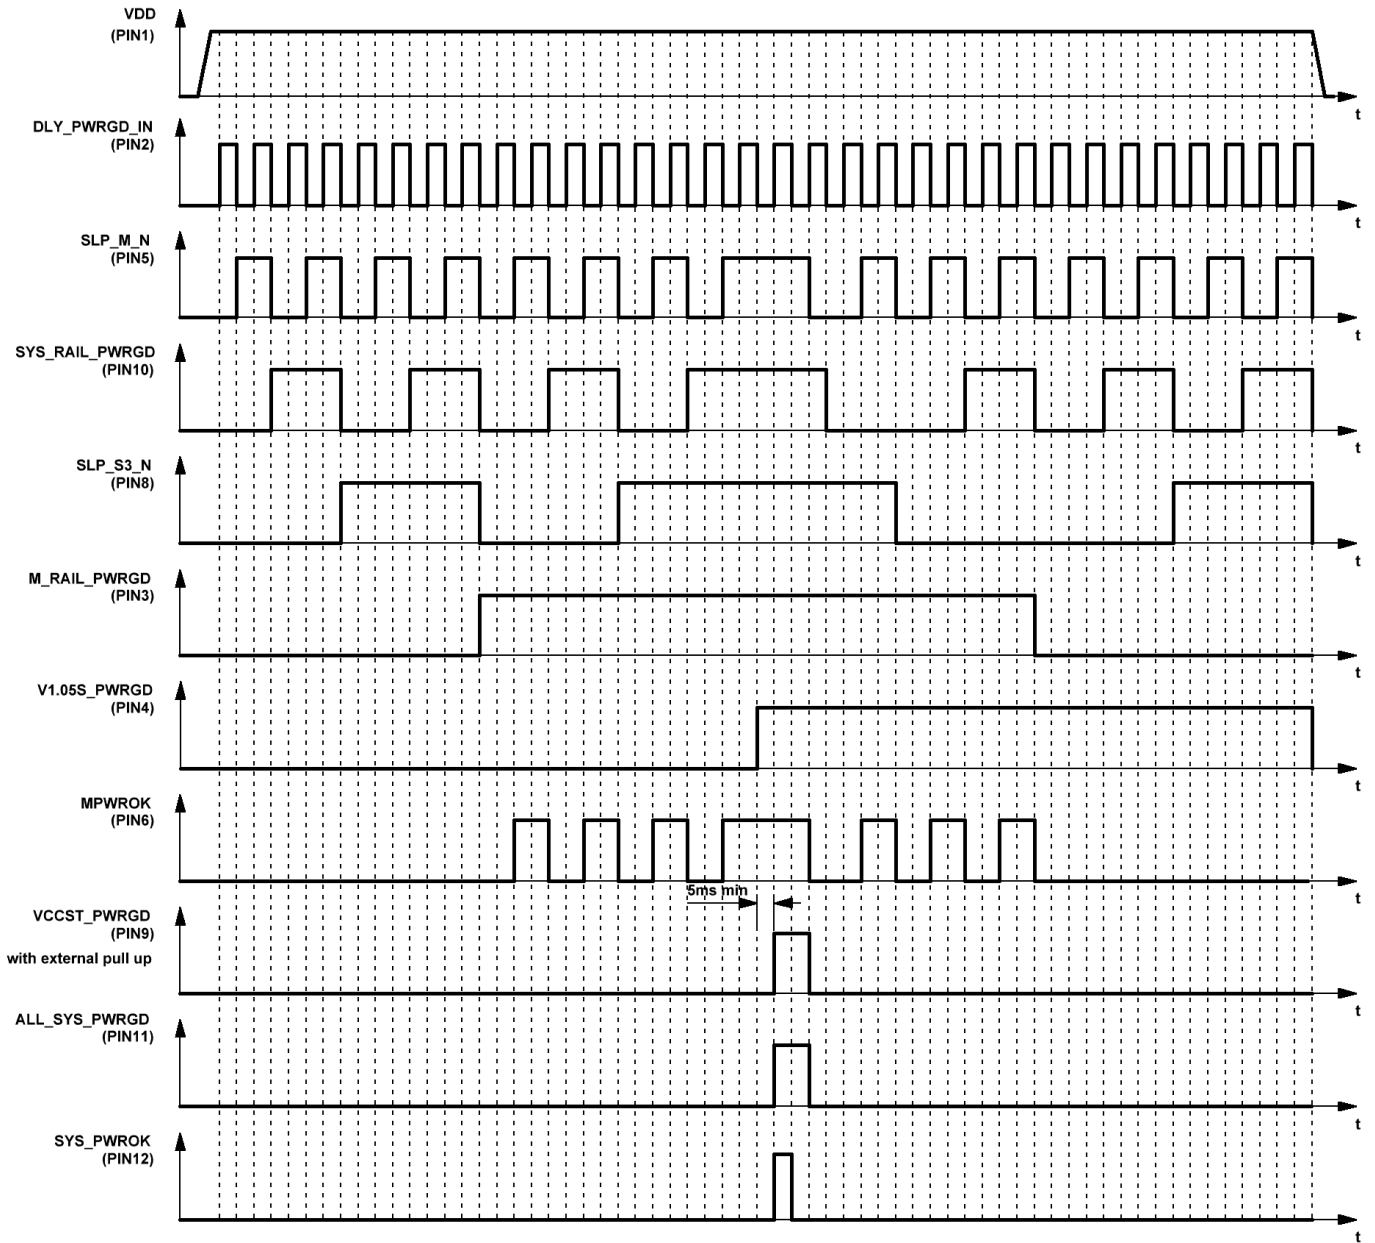 VDD
(PIN1)
t
DLY_PWRGD_IN
(PIN2)
t
SLP_M_N
(PIN5)
t
SYS_RAIL_PWRGD
(PIN10)
t
SLP_S3_N
(PIN8)
t
M_RAIL_PWRGD
(PIN3)
t
V1.05S_PWRGD
(PIN4)
t
MPWROK
(PIN6)
t
5ms min
VCCST_PWRGD
(PIN9)
with external pull up
t
ALL_SYS_PWRGD
(PIN11)
t
SYS_PWROK
(PIN12)
t